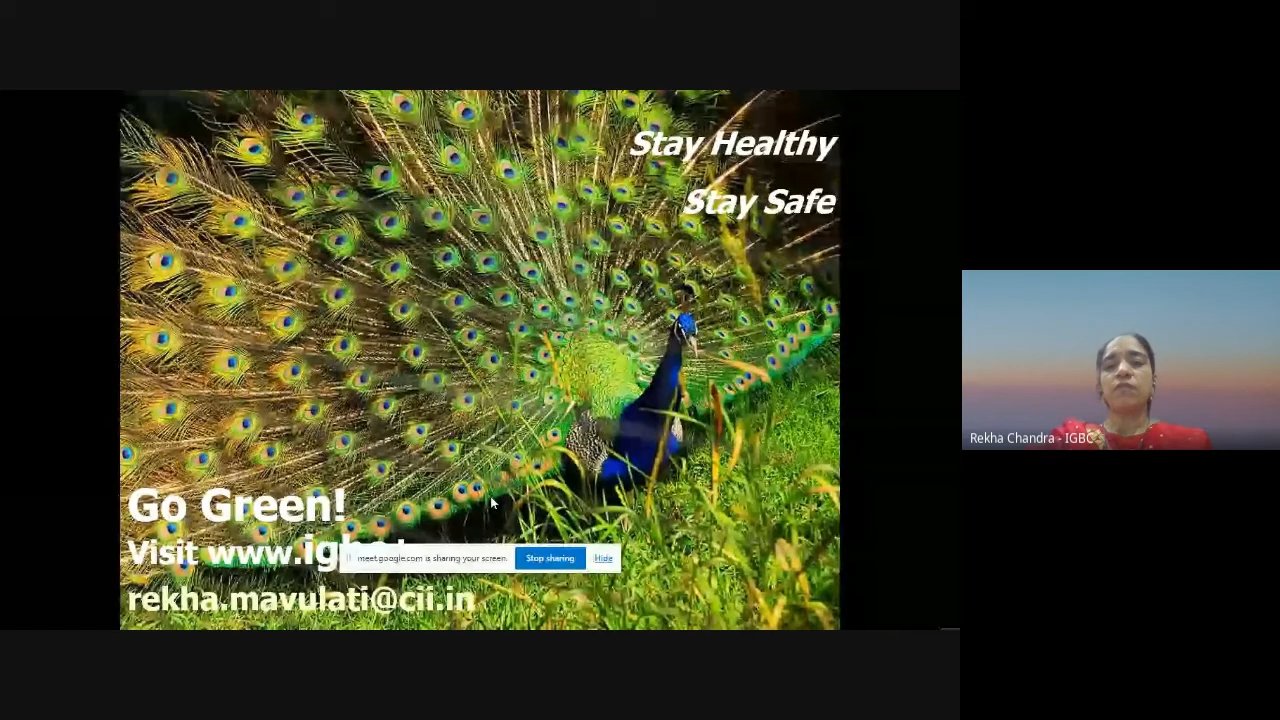 Stay Healthy
Stay Safe
Go Green!
Visit www.igb
meet.google.com is sharing your screen.
Stop sharing
Hide
rekha.mavulati@cii.in
Rekha Chandra - IGBC